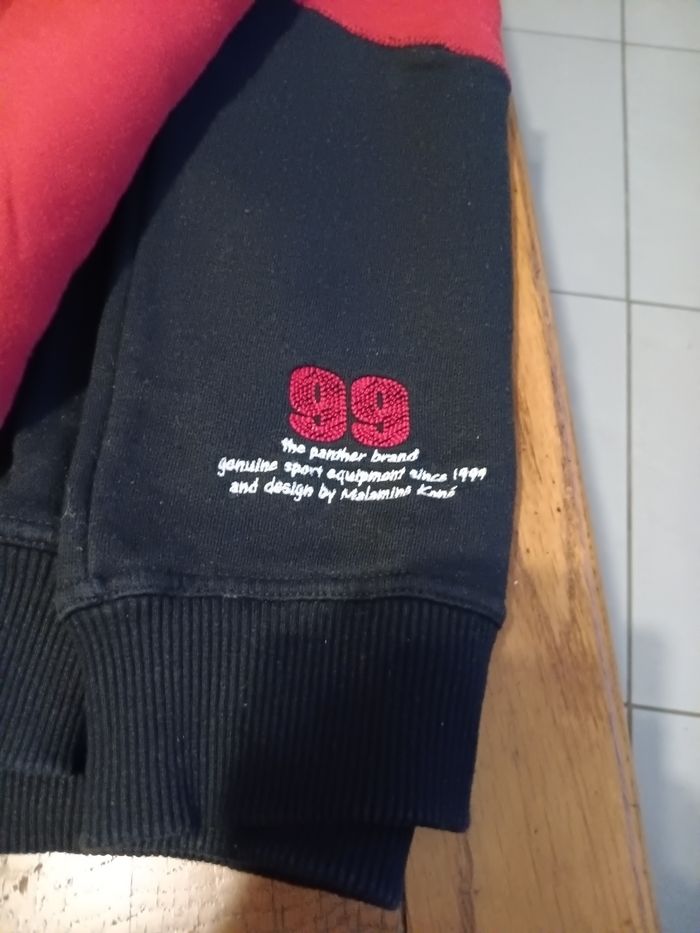 99
the panther brand
genuine sport equipment since 1999
and design by Malamine Koné